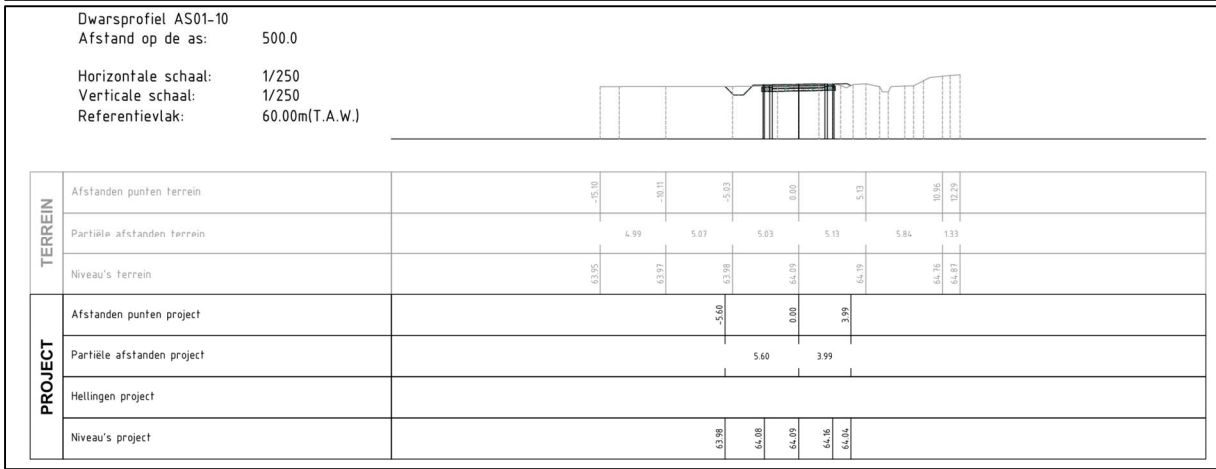 Dwarsprofiel AS01-10
Afstand op de as: 500.0
Horizontale schaal: 1/250
Verticale schaal: 1/250
Referentievlak: 60.00m(T.A.W.)
TERREIN
Afstanden punten terrein -15.10 -10.11 -5.03 0.00 5.13 10.96 12.29
Partiële afstanden terrein 4.99 5.07 5.03 5.13 5.84 1.33
Niveau's terrein 63.95 63.97 63.98 64.09 64.19 64.76 64.87
PROJECT
Afstanden punten project -5.60 0.00 3.99
Partiële afstanden project 5.60 3.99
Hellingen project
Niveau's project 63.98 64.08 64.09 64.16 64.04